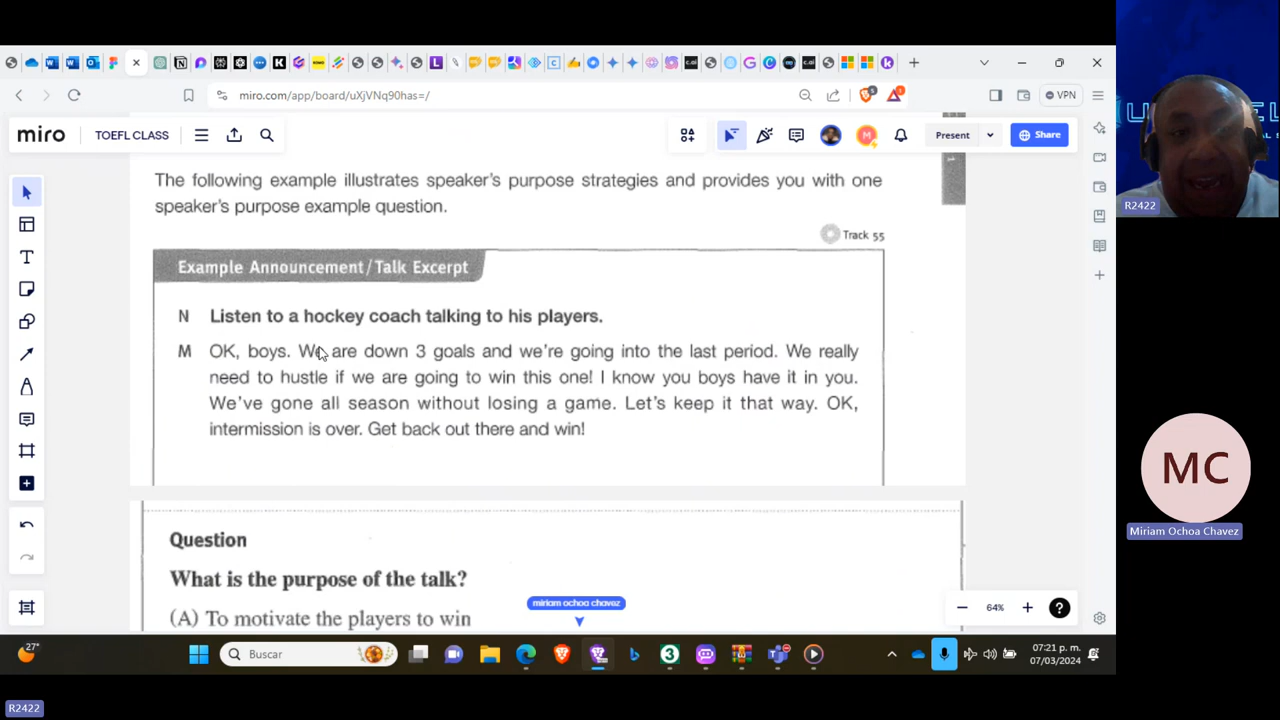 miro.com/app/board/uXjVNq90has=/
VPN
miro
TOEFL CLASS
Present
Share
The following example illustrates speaker's purpose strategies and provides you with one
speaker's purpose example question.
Track 55
Example Announcement/Talk Excerpt
N Listen to a hockey coach talking to his players.
M OK, boys. We are down 3 goals and we're going into the last period. We really
need to hustle if we are going to win this one! I know you boys have it in you.
We've gone all season without losing a game. Let's keep it that way. OK,
intermission is over. Get back out there and win!
Question
What is the purpose of the talk?
miriam ochoa chavez
(A) To motivate the players to win
64%
27°
Buscar
07:21 p. m.
07/03/2024
R2422
MC
Miriam Ochoa Chavez
R2422